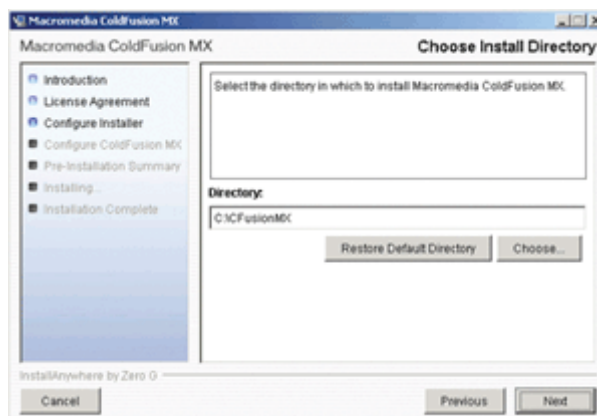 Macromedia ColdFusion MX
Macromedia ColdFusion MX
Choose Install Directory
Introduction
License Agreement
Configure Installer
Configure ColdFusion MX
Pre-Installation Summary
Installing...
Installation Complete
Select the directory in which to install Macromedia ColdFusion MX.
Directory:
C:\CFusionMX
Restore Default Directory
Choose...
InstallAnywhere by Zero G
Cancel
Previous
Next